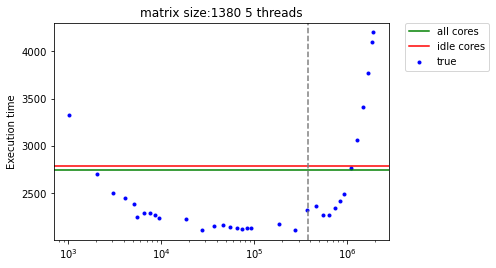 matrix size:1380 5 threads
all cores
idle cores
true
Execution time
4000
3500
3000
2500
10³
10⁴
10⁵
10⁶